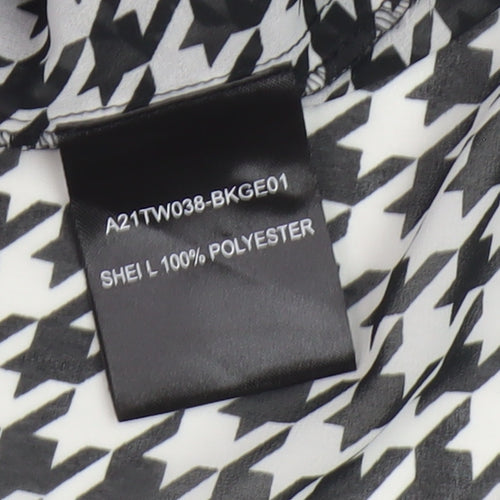 A21TW038-BKGE01
SHEI L 100% POLYESTER